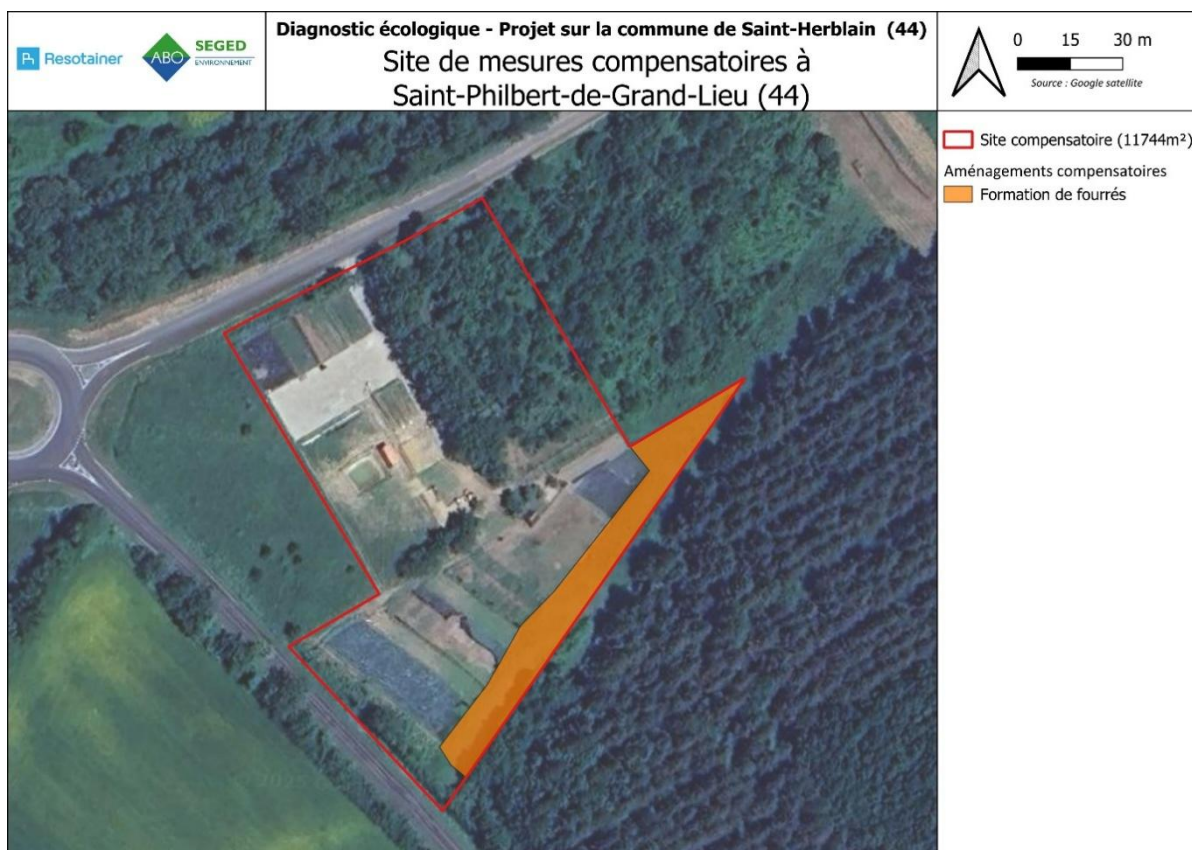 Resotainer
ABO
SEGED
ENVIRONNEMENT
Diagnostic écologique - Projet sur la commune de Saint-Herblain (44)
Site de mesures compensatoires à
Saint-Philbert-de-Grand-Lieu (44)
0 15 30 m
Source : Google satellite
Site compensatoire (11744m²)
Aménagements compensatoires
Formation de fourrés